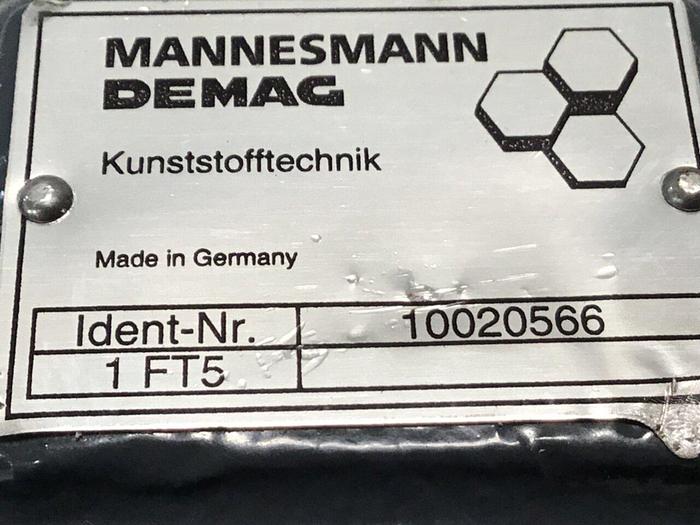 MANNESMANN
DEMAG
Kunststofftechnik
Made in Germany
Ident-Nr. 10020566
1 FT5